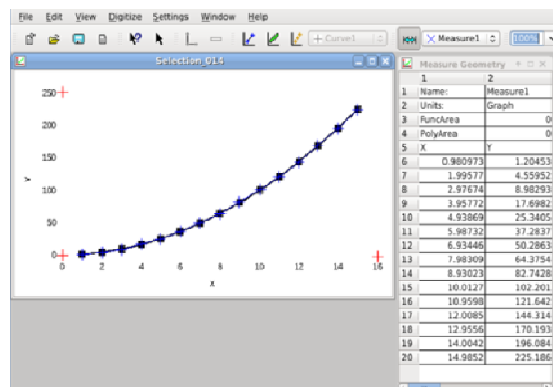 File Edit View Digitize Settings Window Help
Curve1
Measure1
100%
Selection_014
250
200
150
100
50
0
Y
0 2 4 6 8 10 12 14 16
X
Measure Geometry
1 2
1 Name: Measure1
2 Units: Graph
3 FuncArea 0
4 PolyArea 0
5 X Y
6 0.980973 1.20453
7 1.99577 4.55952
8 2.97674 8.98293
9 3.95772 17.6982
10 4.93869 25.3405
11 5.98732 37.2837
12 6.93446 50.2863
13 7.98309 64.3754
14 8.93023 82.7428
15 10.0127 102.201
16 10.9598 121.642
17 12.0085 144.314
18 12.9556 170.193
19 14.0042 196.084
20 14.9852 225.186